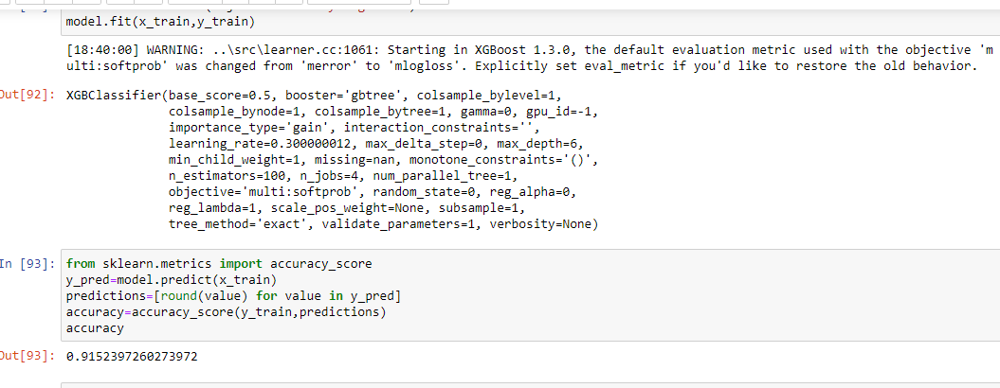 model.fit(x_train,y_train)
[18:40:00] WARNING: ..\src\learner.cc:1061: Starting in XGBoost 1.3.0, the default evaluation metric used with the objective 'm
ulti:softprob' was changed from 'merror' to 'mlogloss'. Explicitly set eval_metric if you'd like to restore the old behavior.
Out[92]: XGBClassifier(base_score=0.5, booster='gbtree', colsample_bylevel=1,
colsample_bynode=1, colsample_bytree=1, gamma=0, gpu_id=-1,
importance_type='gain', interaction_constraints='',
learning_rate=0.300000012, max_delta_step=0, max_depth=6,
min_child_weight=1, missing=nan, monotone_constraints='()',
n_estimators=100, n_jobs=4, num_parallel_tree=1,
objective='multi:softprob', random_state=0, reg_alpha=0,
reg_lambda=1, scale_pos_weight=None, subsample=1,
tree_method='exact', validate_parameters=1, verbosity=None)
In [93]: from sklearn.metrics import accuracy_score
y_pred=model.predict(x_train)
predictions=[round(value) for value in y_pred]
accuracy=accuracy_score(y_train,predictions)
accuracy
Out[93]: 0.9152397260273972